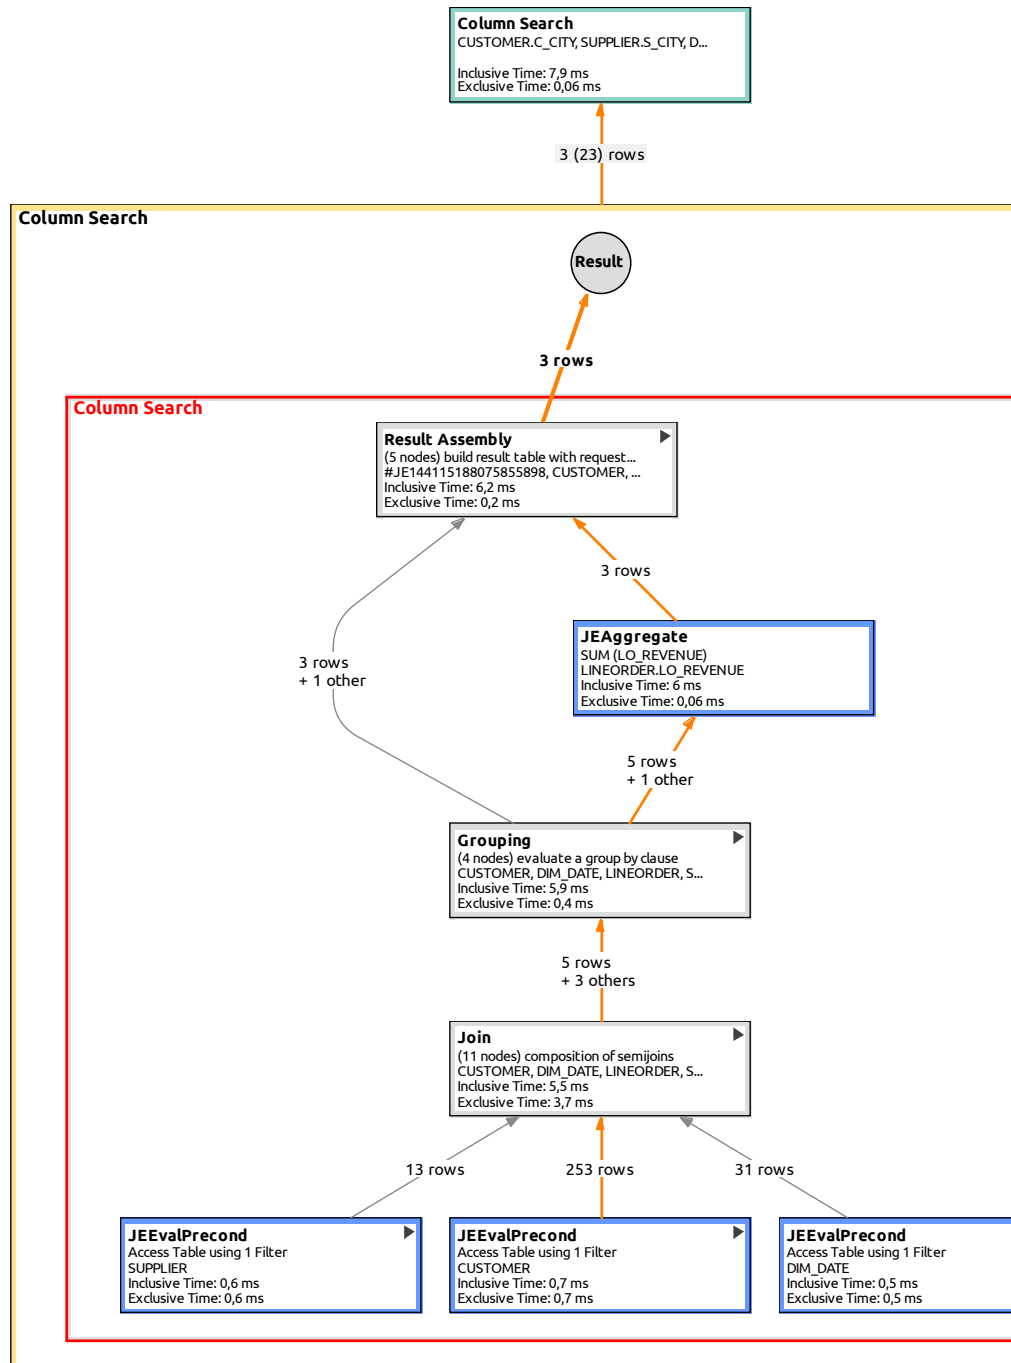 Column Search
CUSTOMER.C_CITY, SUPPLIER.S_CITY, D...
Inclusive Time: 7,9 ms
Exclusive Time: 0,06 ms
3 (23) rows
Column Search
Result
3 rows
Column Search
Result Assembly
(5 nodes) build result table with request...
#JE144115188075855898, CUSTOMER, ...
Inclusive Time: 6,2 ms
Exclusive Time: 0,2 ms
3 rows
JEAggregate
SUM (LO_REVENUE)
LINEORDER.LO_REVENUE
Inclusive Time: 6 ms
Exclusive Time: 0,06 ms
3 rows
+ 1 other
5 rows
+ 1 other
Grouping
(4 nodes) evaluate a group by clause
CUSTOMER, DIM_DATE, LINEORDER, S...
Inclusive Time: 5,9 ms
Exclusive Time: 0,4 ms
5 rows
+ 3 others
Join
(11 nodes) composition of semijoins
CUSTOMER, DIM_DATE, LINEORDER, S...
Inclusive Time: 5,5 ms
Exclusive Time: 3,7 ms
13 rows
253 rows
31 rows
JEEvalPrecond
Access Table using 1 Filter
SUPPLIER
Inclusive Time: 0,6 ms
Exclusive Time: 0,6 ms
JEEvalPrecond
Access Table using 1 Filter
CUSTOMER
Inclusive Time: 0,7 ms
Exclusive Time: 0,7 ms
JEEvalPrecond
Access Table using 1 Filter
DIM_DATE
Inclusive Time: 0,5 ms
Exclusive Time: 0,5 ms